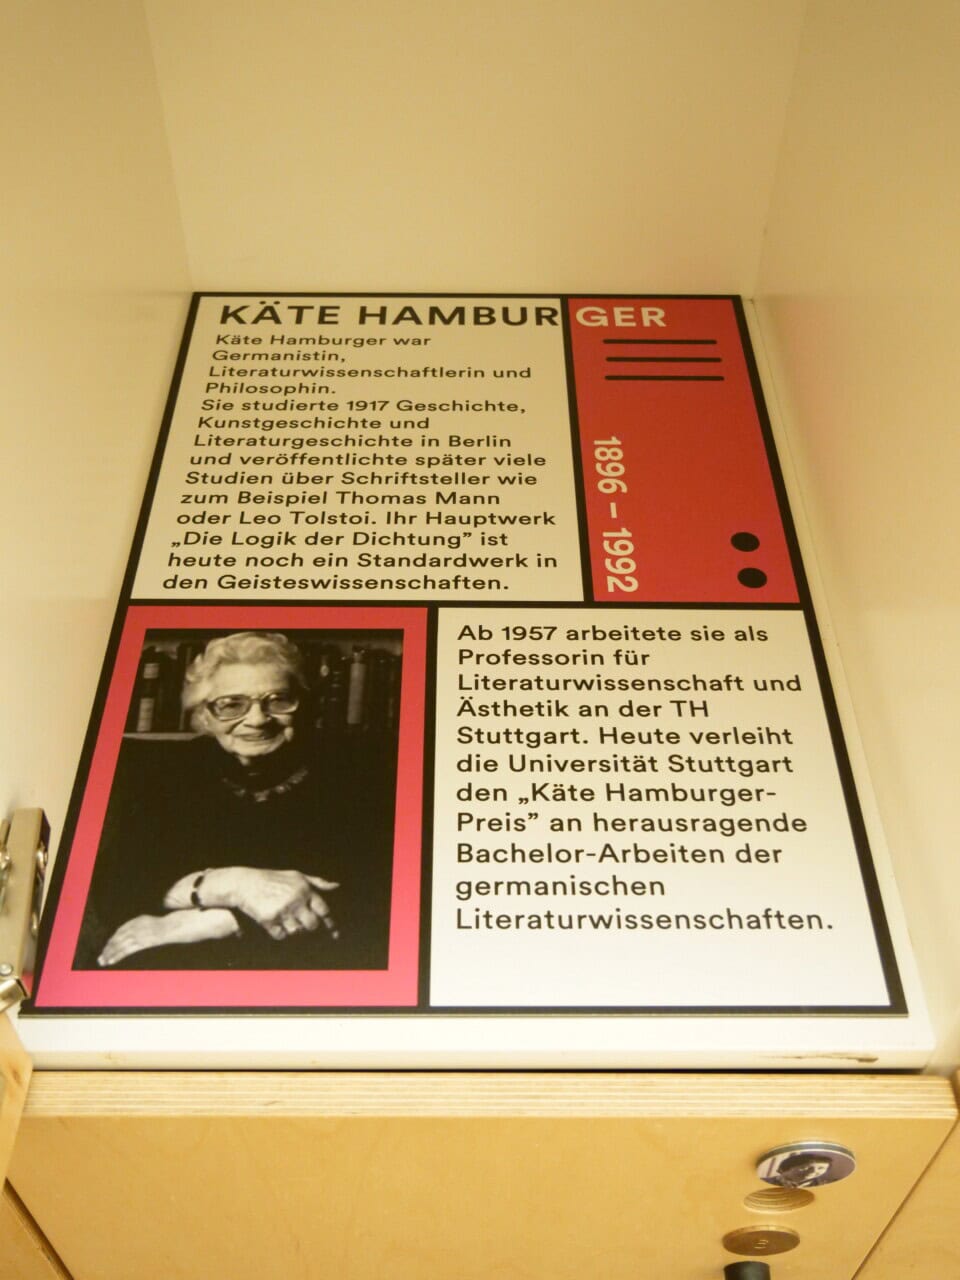 KÄTE HAMBURGER
Käte Hamburger war
Germanistin,
Literaturwissenschaftlerin und
Philosophin.
Sie studierte 1917 Geschichte,
Kunstgeschichte und
Literaturgeschichte in Berlin
und veröffentlichte später viele
Studien über Schriftsteller wie
zum Beispiel Thomas Mann
oder Leo Tolstoi. Ihr Hauptwerk
„Die Logik der Dichtung” ist
heute noch ein Standardwerk in
den Geisteswissenschaften.
1896 – 1992
Ab 1957 arbeitete sie als
Professorin für
Literaturwissenschaft und
Ästhetik an der TH
Stuttgart. Heute verleiht
die Universität Stuttgart
den „Käte Hamburger-
Preis” an herausragende
Bachelor-Arbeiten der
germanischen
Literaturwissenschaften.